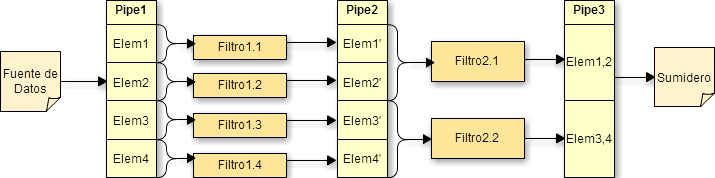 Pipe1
Pipe2
Pipe3
Fuente de
Datos
Elem1
Elem2
Elem3
Elem4
Filtro1.1
Filtro1.2
Filtro1.3
Filtro1.4
Elem1'
Elem2'
Elem3'
Elem4'
Filtro2.1
Filtro2.2
Elem1,2
Elem3,4
Sumidero